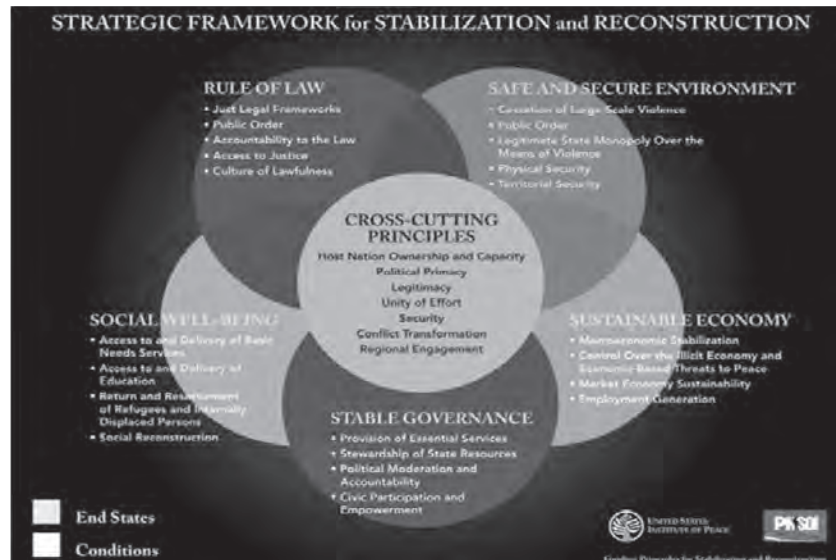 STRATEGIC FRAMEWORK for STABILIZATION and RECONSTRUCTION
RULE OF LAW
• Just Legal Frameworks
• Public Order
• Accountability to the Law
• Access to Justice
• Culture of Lawfulness
SAFE AND SECURE ENVIRONMENT
• Cessation of Large Scale Violence
• Public Order
• Legitimate State Monopoly Over the
Means of Violence
• Physical Security
• Territorial Security
CROSS-CUTTING
PRINCIPLES
Host Nation Ownership and Capacity
Political Primacy
Legitimacy
Unity of Effort
Security
Conflict Transformation
Regional Engagement
SOCIAL WELL-BEING
• Access to and Delivery of Basic
Needs Services
• Access to and Delivery of
Education
• Return and Resettlement
of Refugees and Internally
Displaced Persons
• Social Reconstruction
SUSTAINABLE ECONOMY
• Macroeconomic Stabilization
• Control Over the Illicit Economy and
Economic-Based Threats to Peace
• Market Economy Sustainability
• Employment Generation
STABLE GOVERNANCE
• Provision of Essential Services
• Stewardship of State Resources
• Political Moderation and
Accountability
• Civic Participation and
Empowerment
End States
Conditions
UNITED STATES
INSTITUTE OF PEACE
PKSOI
Guiding Principles for Stabilization and Reconstruction